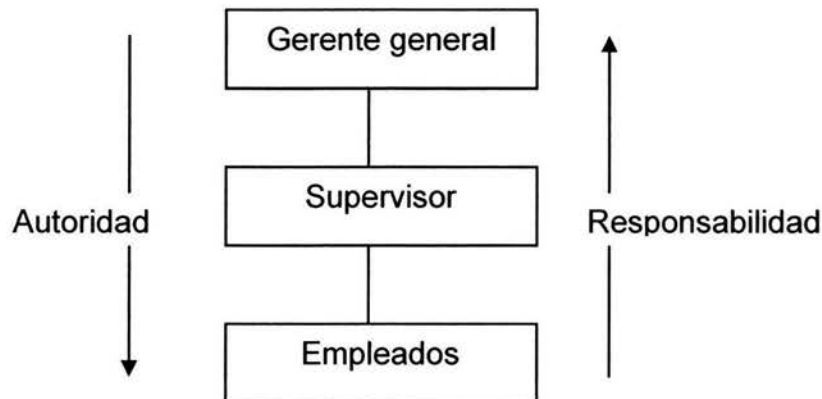 Gerente general
Supervisor
Autoridad
Responsabilidad
Empleados